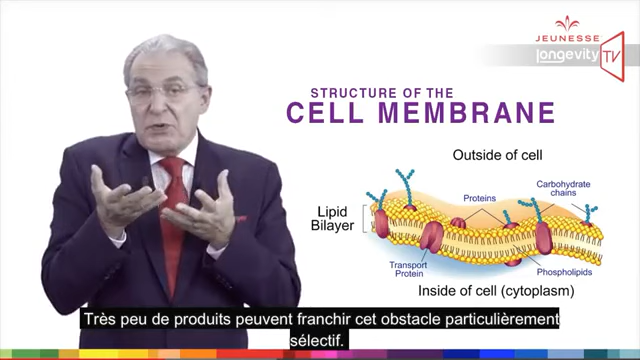 JEUNESSE
longevity TV
STRUCTURE OF THE
CELL MEMBRANE
Outside of cell
Carbohydrate
chains
Proteins
Lipid
Bilayer
Transport
Protein
Phospholipids
Inside of cell (cytoplasm)
Très peu de produits peuvent franchir cet obstacle particulièrement
sélectif.